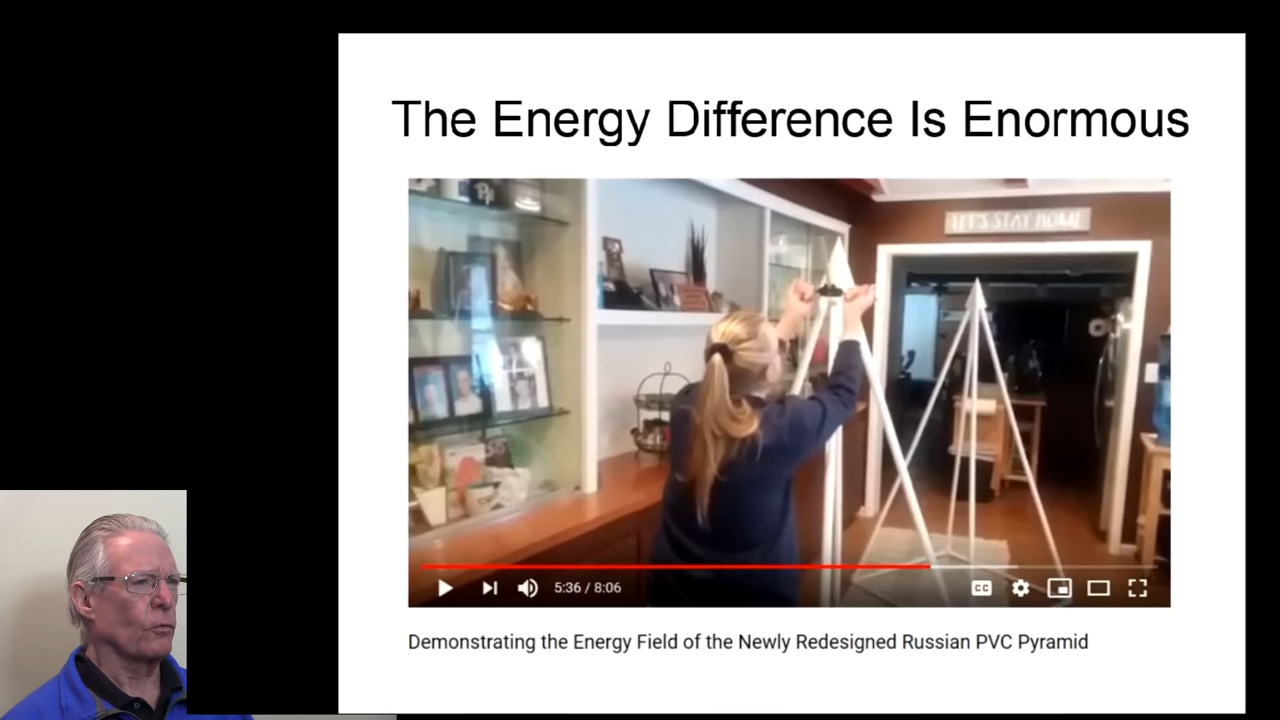 The Energy Difference Is Enormous
LET'S STAY HOME
5:36 / 8:06
CC
Demonstrating the Energy Field of the Newly Redesigned Russian PVC Pyramid